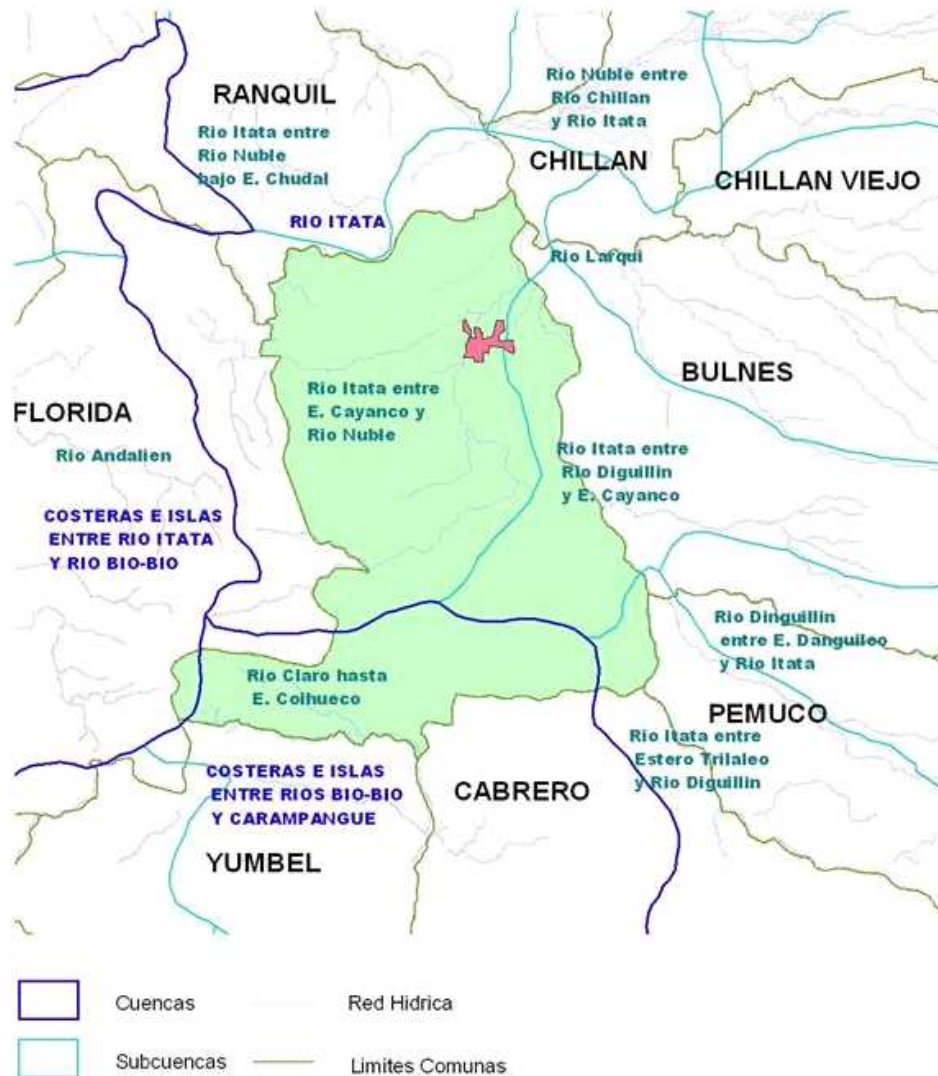 RANQUIL
Rio Itata entre
Rio Nuble
bajo E. Chudal
Rio Nuble entre
Rio Chillan
y Rio Itata
CHILLAN
CHILLAN VIEJO
RIO ITATA
Rio Larqui
BULNES
FLORIDA
Rio Andalien
Rio Itata entre
E. Cayanco y
Rio Nuble
Rio Itata entre
Rio Diguillin
y E. Cayanco
COSTERAS E ISLAS
ENTRE RIO ITATA
Y RIO BIO-BIO
Rio Dinguillin
entre E. Danguileo
y Rio Itata
Rio Claro hasta
E. Coihueco
PEMUCO
Rio Itata entre
Estero Trilaleo
y Rio Diguillin
COSTERAS E ISLAS
ENTRE RIOS BIO-BIO
Y CARAMPANGUE
CABRERO
YUMBEL
Cuencas
Red Hidrica
Subcuencas
Limites Comunas